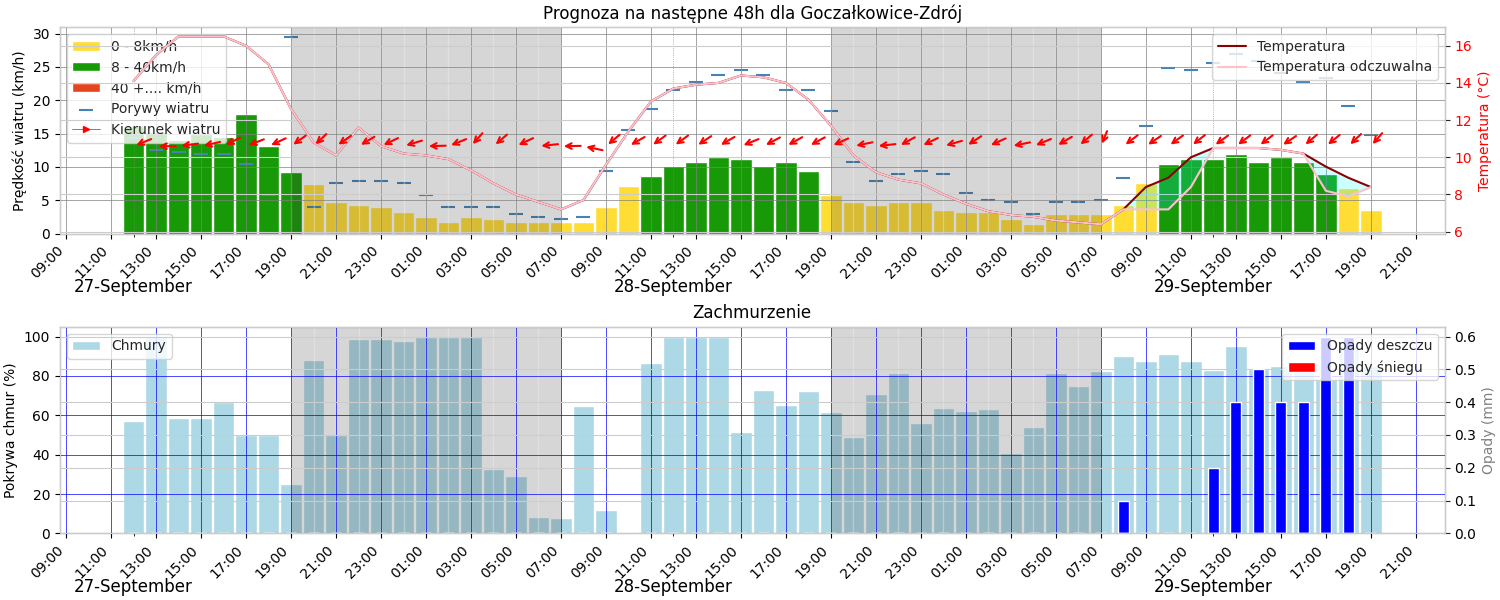 Prognoza na następne 48h dla Goczałkowice-Zdrój
Prędkość wiatru (km/h)
30
25
20
15
10
5
0
0 - 8km/h
8 - 40km/h
40 +.... km/h
Porywy wiatru
Kierunek wiatru
Temperatura
Temperatura odczuwalna
16
14
12
10
8
6
Temperatura (°C)
09:00 11:00 13:00 15:00 17:00 19:00 21:00 23:00 01:00 03:00 05:00 07:00 09:00 11:00 13:00 15:00 17:00 19:00 21:00 23:00 01:00 03:00 05:00 07:00 09:00 11:00 13:00 15:00 17:00 19:00 21:00
27-September 28-September 29-September
Zachmurzenie
Pokrywa chmur (%)
100
80
60
40
20
0
Chmury
Opady deszczu
Opady śniegu
0.6
0.5
0.4
0.3
0.2
0.1
0.0
Opady (mm)
09:00 11:00 13:00 15:00 17:00 19:00 21:00 23:00 01:00 03:00 05:00 07:00 09:00 11:00 13:00 15:00 17:00 19:00 21:00 23:00 01:00 03:00 05:00 07:00 09:00 11:00 13:00 15:00 17:00 19:00 21:00
27-September 28-September 29-September